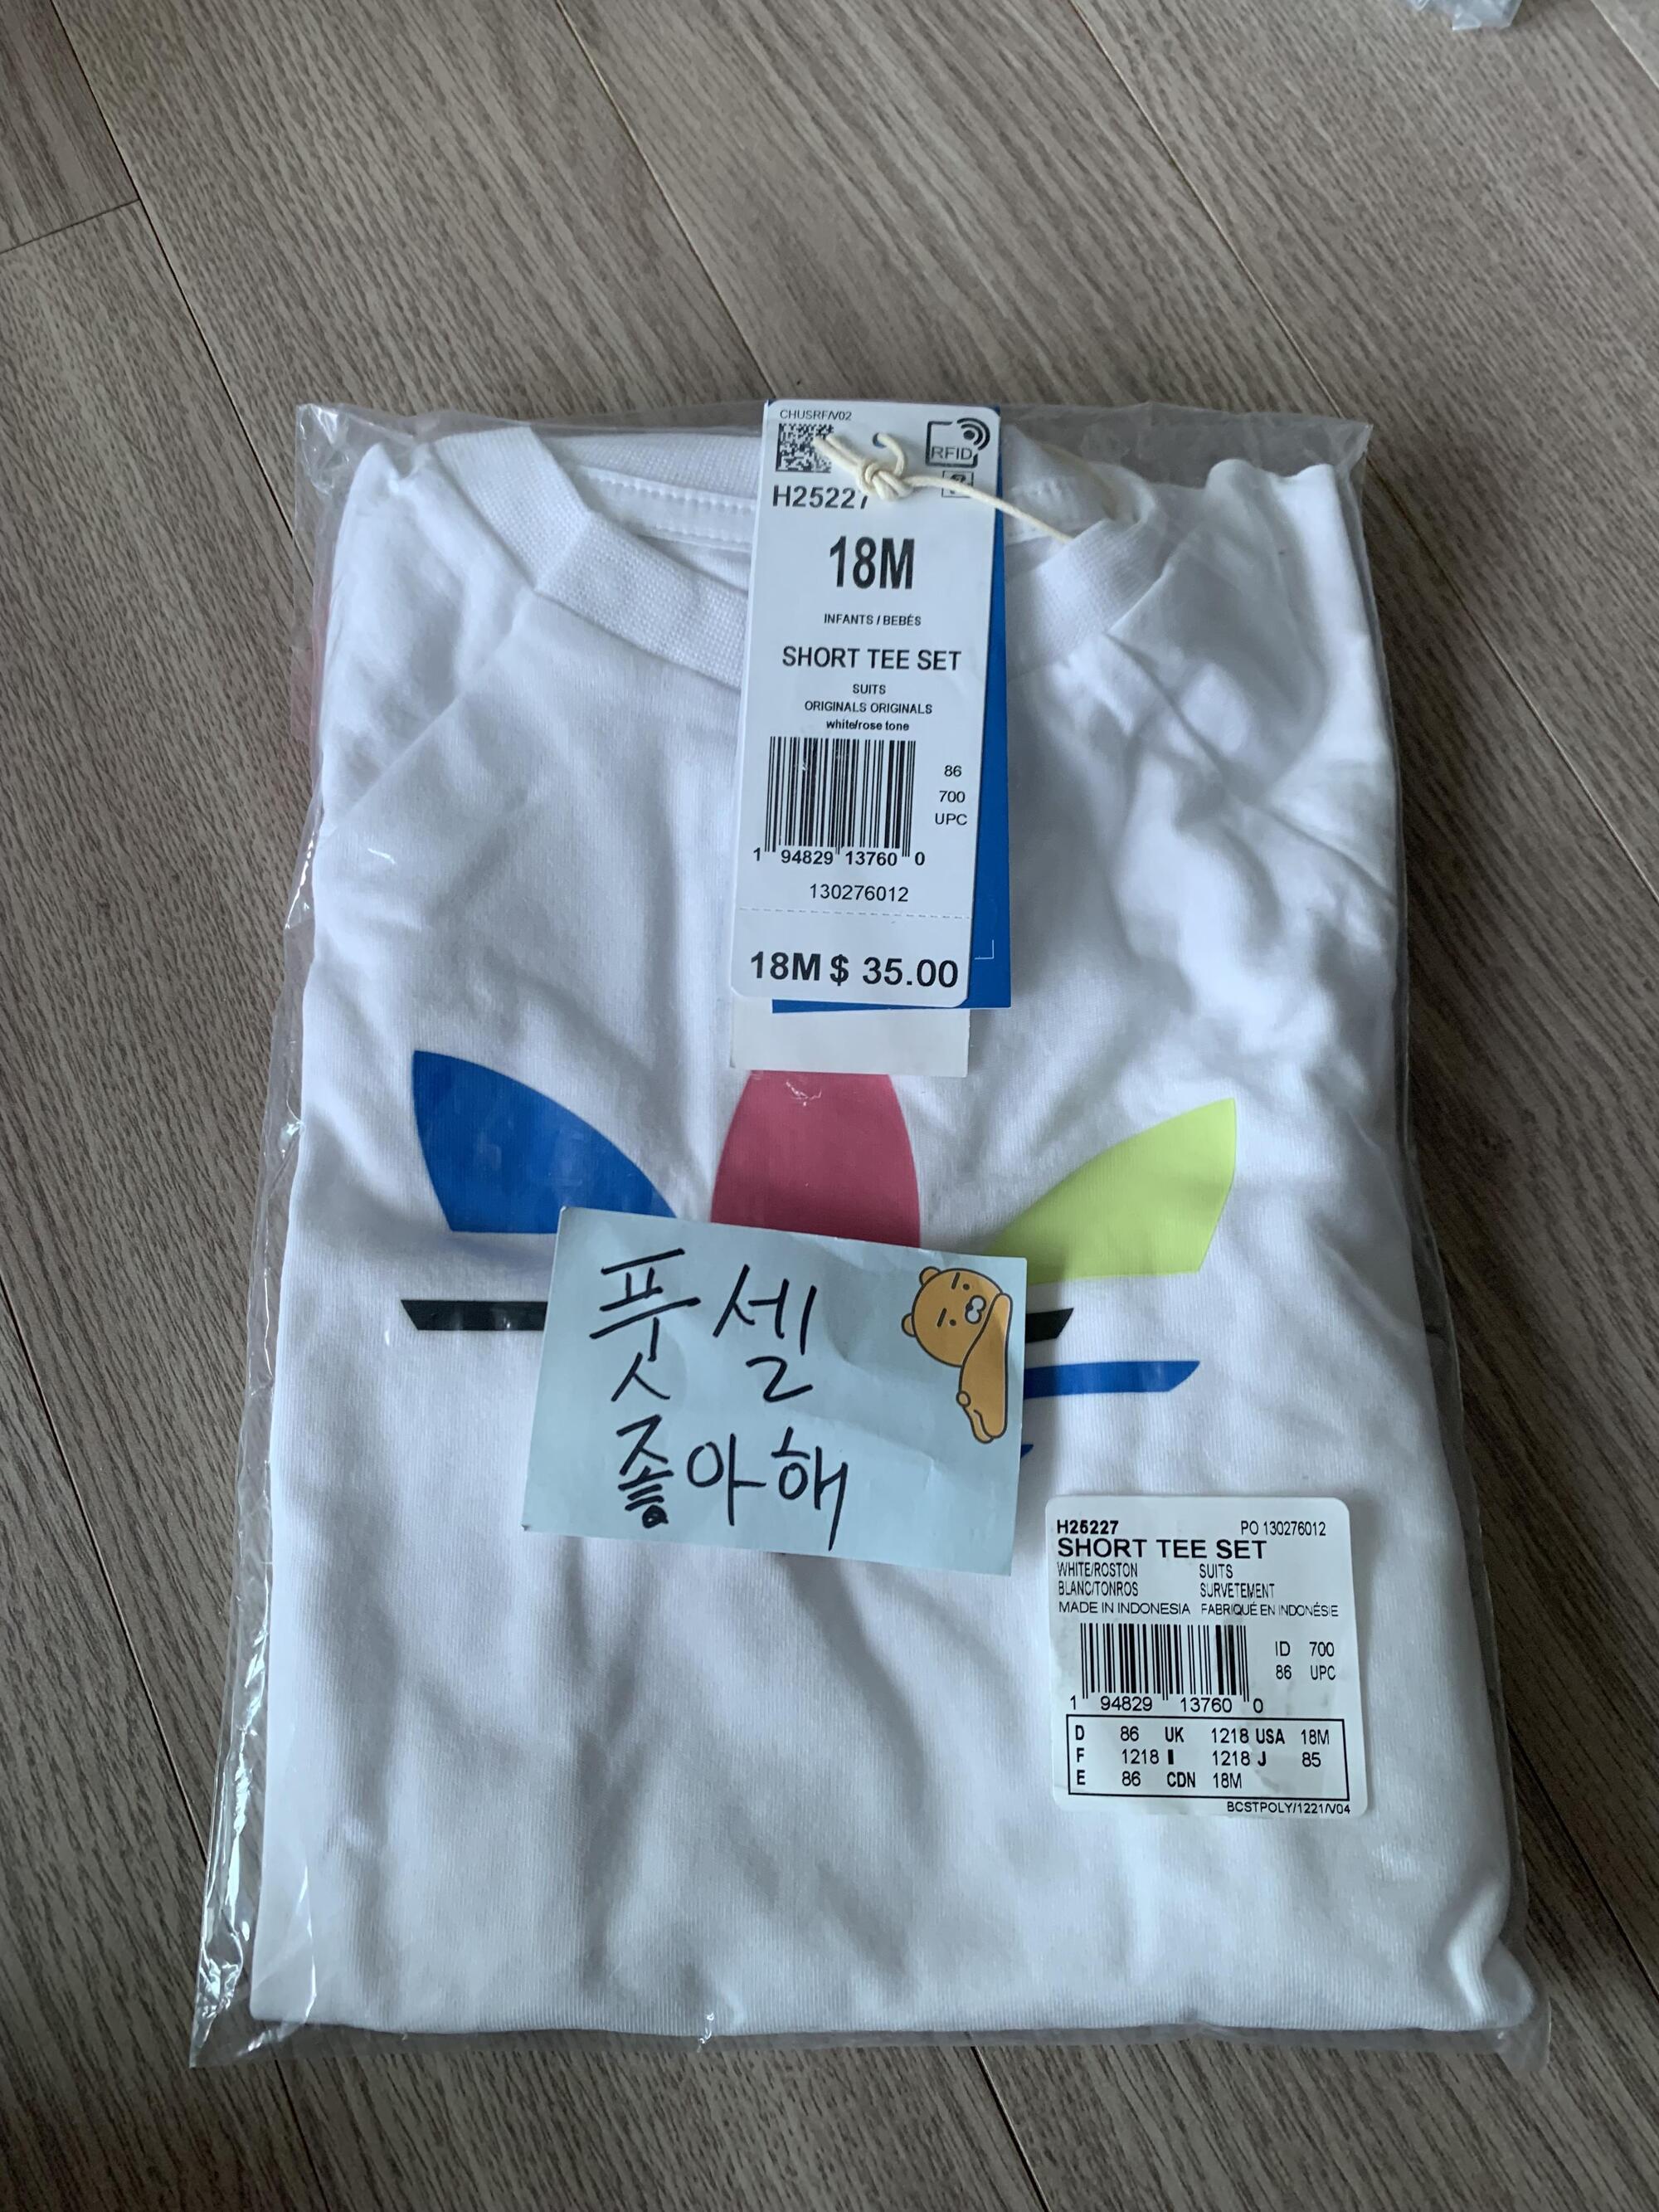 CHUSRF/V02
RFID
H25227
18M
INFANTS / BEBÉS
SHORT TEE SET
SUITS
ORIGINALS ORIGINALS
white/rose tone
86
700
UPC
1 94829 13760 0
130276012
18M $ 35.00
풋셀
좋아해
H25227 PO 130276012
SHORT TEE SET
WHITE/ROSTON SUITS
BLANC/TONROS SURVETEMENT
MADE IN INDONESIA FABRIQUÉ EN INDONÉSIE
ID 700
86 UPC
1 94829 13760 0
D 86 UK 1218 USA 18M
F 1218 I 1218 J 85
E 86 CDN 18M
BCSTPOLY/1221/V04